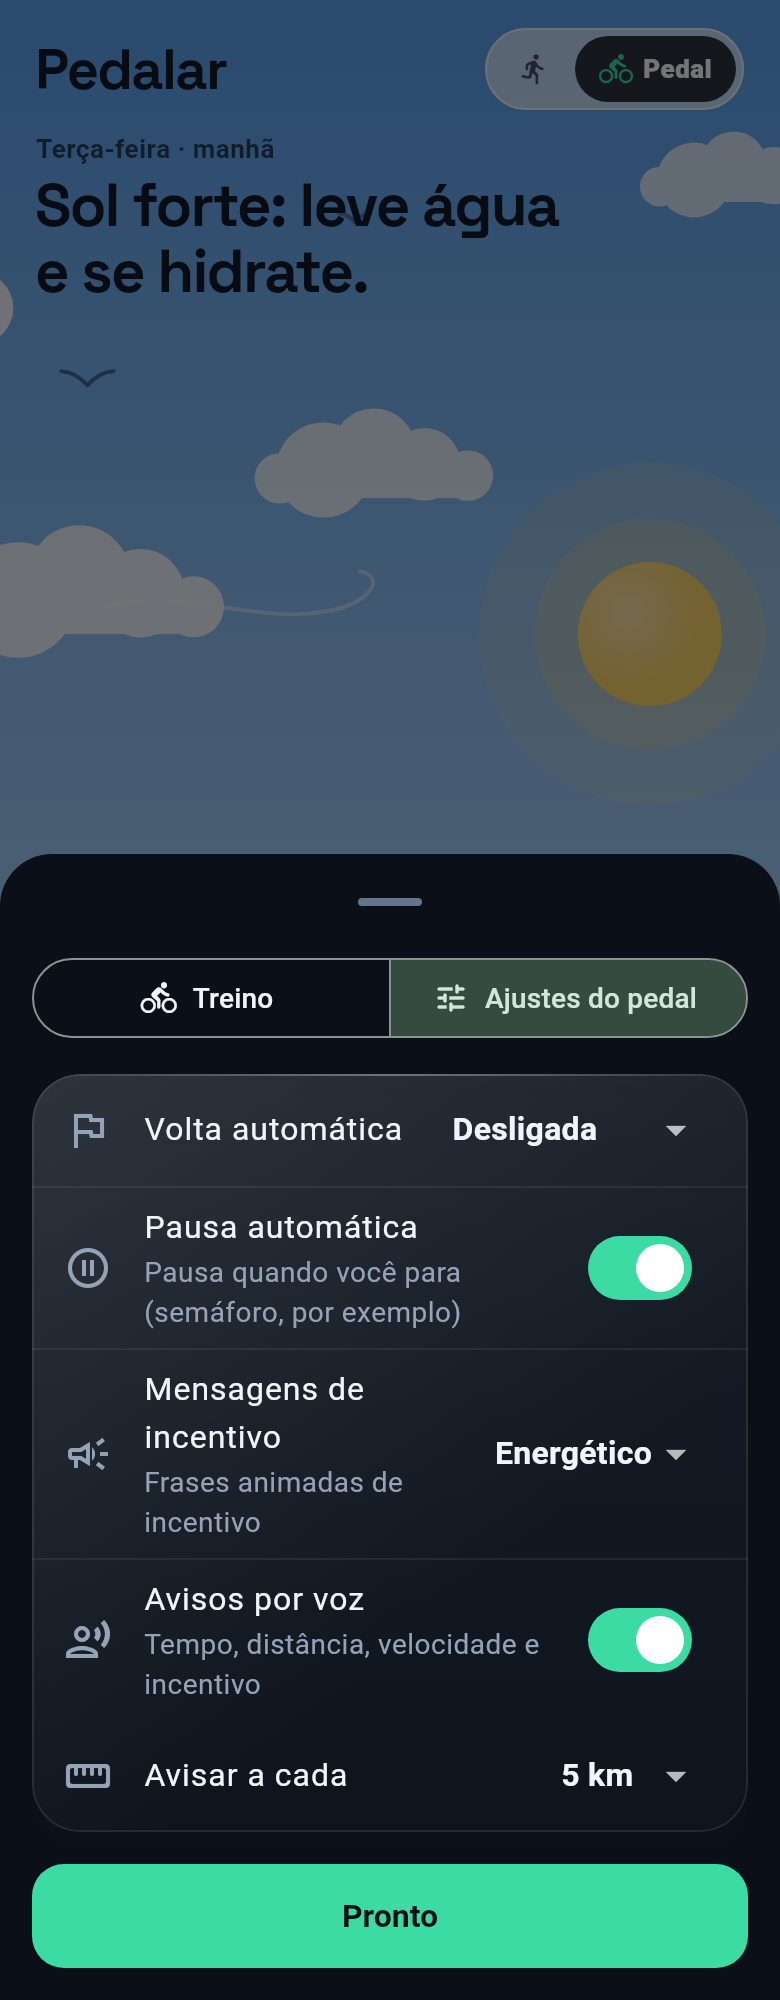 Pedalar
Pedal
Terça-feira · manhã
Sol forte: leve água
e se hidrate.
Treino
Ajustes do pedal
Volta automática
Desligada
Pausa automática
Pausa quando você para
(semáforo, por exemplo)
Mensagens de
incentivo
Energético
Frases animadas de
incentivo
Avisos por voz
Tempo, distância, velocidade e
incentivo
Avisar a cada
5 km
Pronto